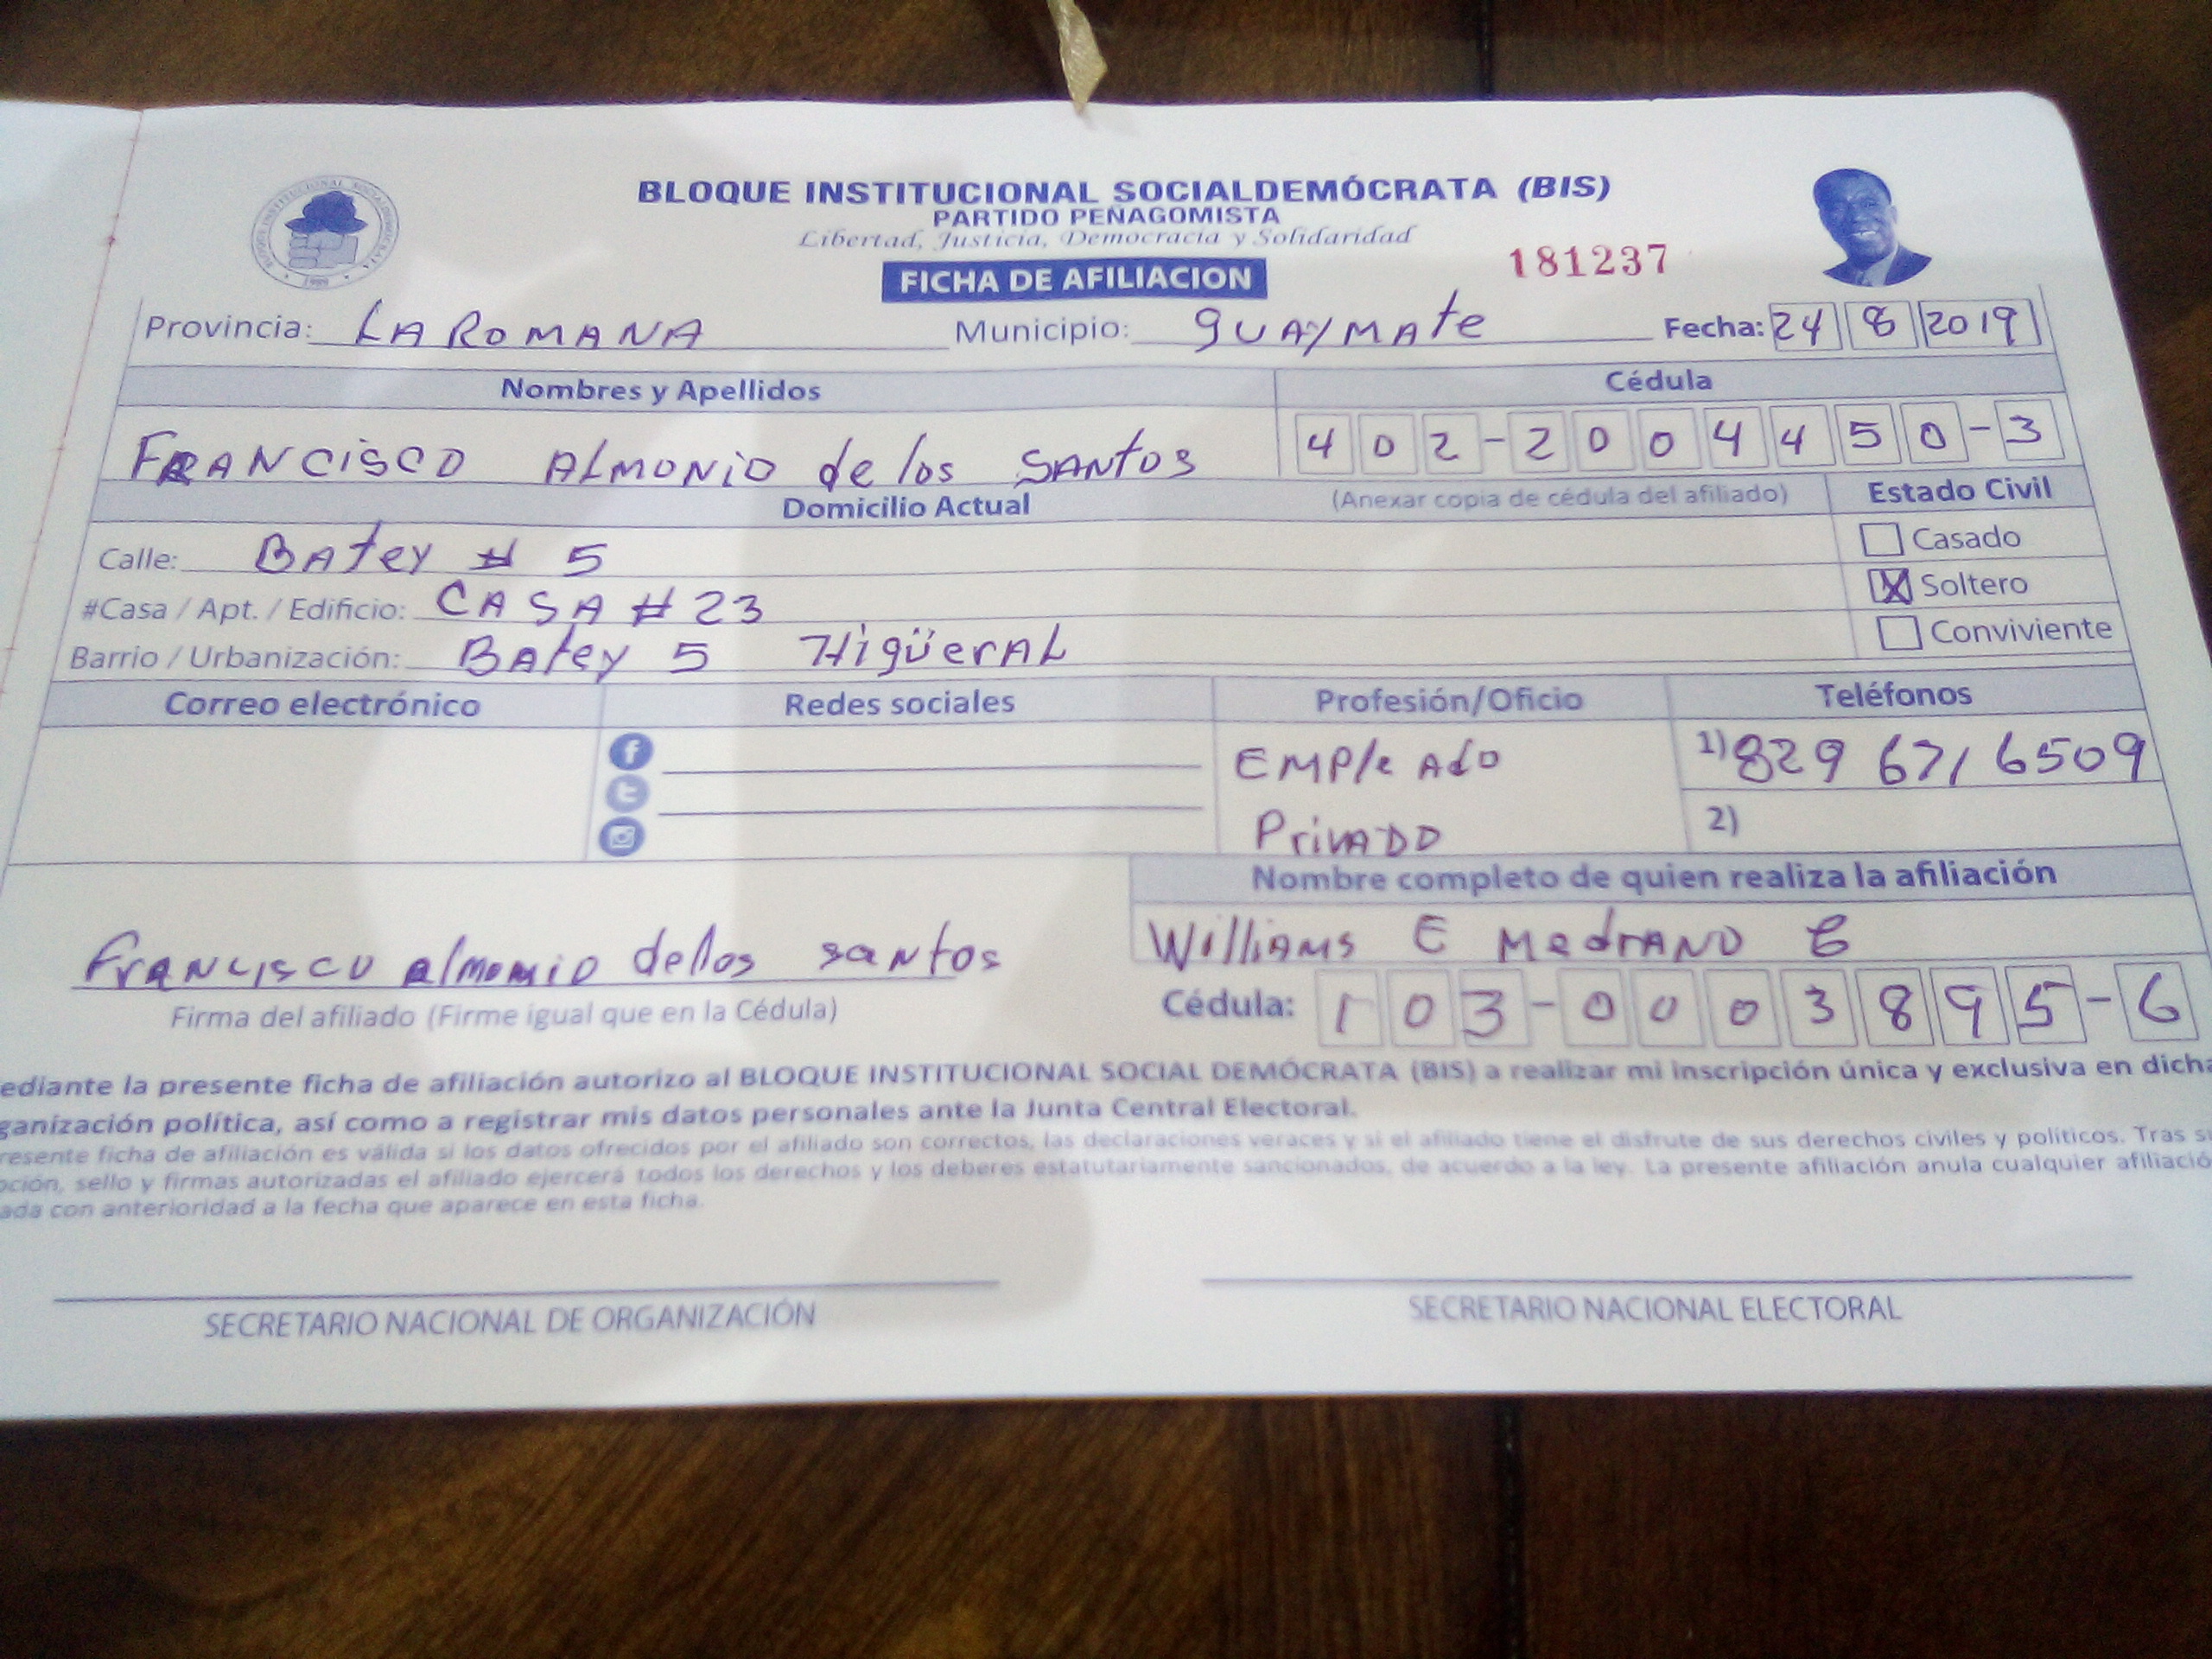 BLOQUE INSTITUCIONAL SOCIALDEMÓCRATA (BIS)
PARTIDO PEÑAGOMISTA
Libertad, Justicia, Democracia y Solidaridad
FICHA DE AFILIACION
181237
Provincia: LA ROMANA Municipio: guAyMAte Fecha: 24 8 2019
Nombres y Apellidos Cédula
FRANCISCO ALMONIO de los SANtos 402-2004450-3
Domicilio Actual (Anexar copia de cédula del afiliado) Estado Civil
Calle: BAtey # 5 Casado
#Casa / Apt. / Edificio: CASA # 23 X Soltero
Barrio / Urbanización: BAtey 5 HigüerAL Conviviente
Correo electrónico Redes sociales Profesión/Oficio Teléfonos
EMPleAdo 1) 829 671 6509
PrivADO 2)
Nombre completo de quien realiza la afiliación
FrANcisco almonio dellos santos WilliAMs E MedrANO
Firma del afiliado (Firme igual que en la Cédula) Cédula: 103-0003895-6
ediante la presente ficha de afiliación autorizo al BLOQUE INSTITUCIONAL SOCIAL DEMÓCRATA (BIS) a realizar mi inscripción única y exclusiva en dicha
ganización política, así como a registrar mis datos personales ante la Junta Central Electoral.
resente ficha de afiliación es válida si los datos ofrecidos por el afiliado son correctos, las declaraciones veraces y si el afiliado tiene el disfrute de sus derechos civiles y políticos. Tras su
pción, sello y firmas autorizadas el afiliado ejercerá todos los derechos y los deberes estatutariamente sancionados, de acuerdo a la ley. La presente afiliación anula cualquier afiliació
ada con anterioridad a la fecha que aparece en esta ficha.
SECRETARIO NACIONAL DE ORGANIZACIÓN SECRETARIO NACIONAL ELECTORAL